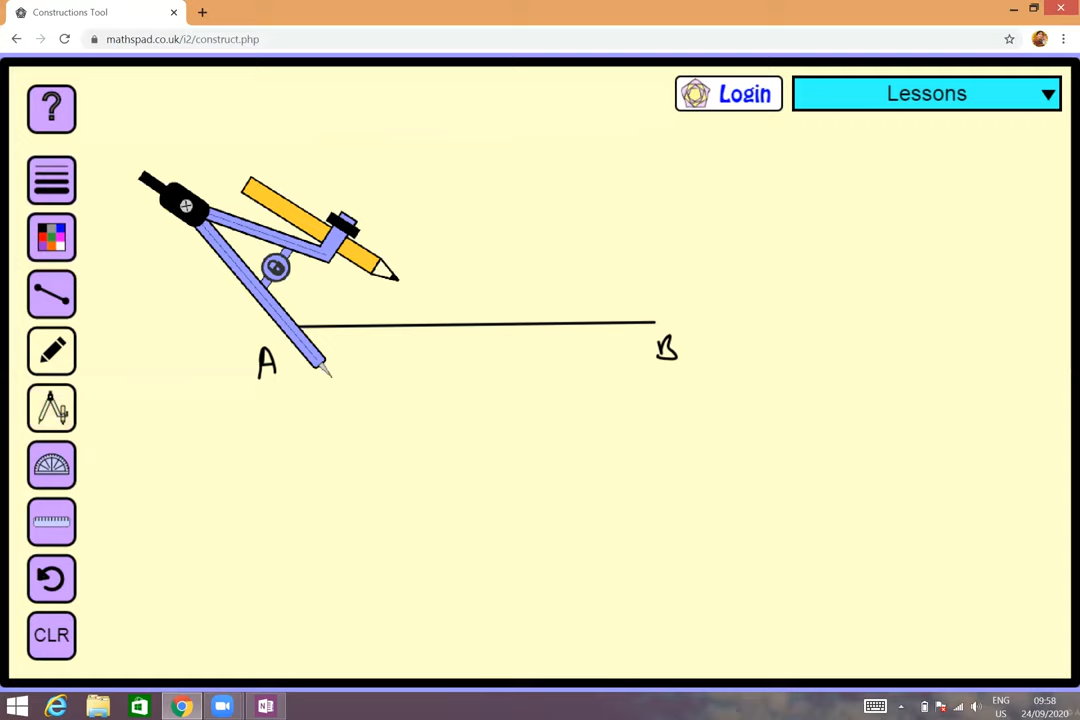 Constructions Tool
mathspad.co.uk/i2/construct.php
?
Login
Lessons
A
B
CLR
ENG
US
09:58
24/09/2020